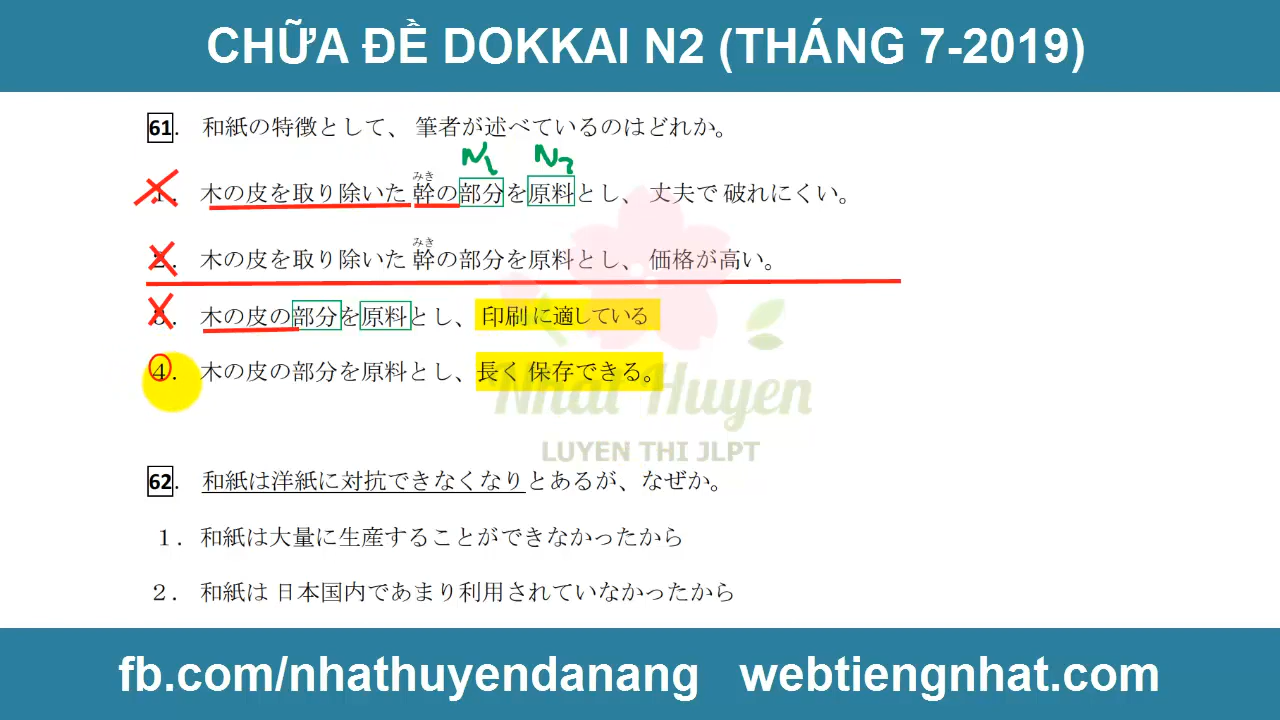 CHỮA ĐỀ DOKKAI N2 (THÁNG 7-2019)
61. 和紙の特徴として、筆者が述べているのはどれか。
N1 N2
みき
1. 木の皮を取り除いた幹の部分を原料とし、丈夫で破れにくい。
みき
2. 木の皮を取り除いた幹の部分を原料とし、価格が高い。
3. 木の皮の部分を原料とし、印刷に適している
4. 木の皮の部分を原料とし、長く保存できる。
Nhat Huyen
LUYEN THI JLPT
62. 和紙は洋紙に対抗できなくなりとあるが、なぜか。
1. 和紙は大量に生産することができなかったから
2. 和紙は日本国内であまり利用されていなかったから
fb.com/nhathuyendanang webtiengnhat.com